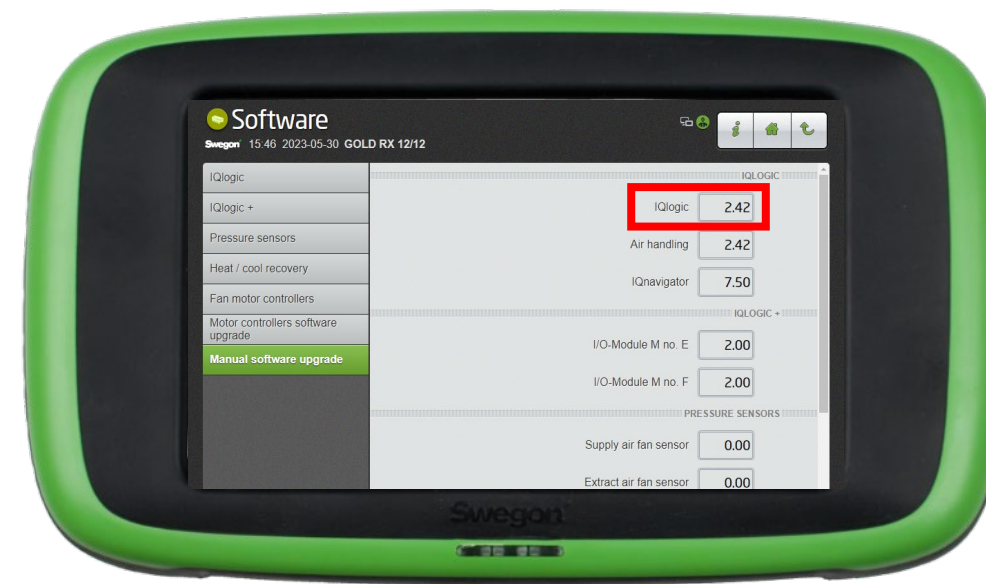 Software
Swegon 15:46 2023-05-30 GOLD RX 12/12
IQlogic
IQlogic +
Pressure sensors
Heat / cool recovery
Fan motor controllers
Motor controllers software
upgrade
Manual software upgrade
IQLOGIC
IQlogic 2.42
Air handling 2.42
IQnavigator 7.50
IQLOGIC +
I/O-Module M no. E 2.00
I/O-Module M no. F 2.00
PRESSURE SENSORS
Supply air fan sensor 0.00
Extract air fan sensor 0.00
Swegon